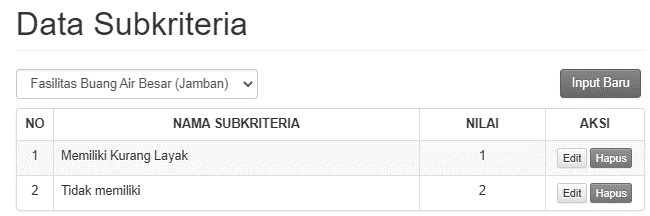 Data Subkriteria
Fasilitas Buang Air Besar (Jamban)
Input Baru
NO NAMA SUBKRITERIA NILAI AKSI
1 Memiliki Kurang Layak 1 Edit Hapus
2 Tidak memiliki 2 Edit Hapus